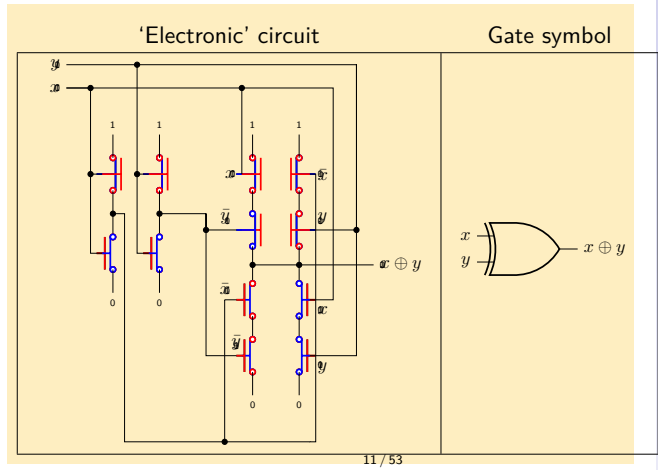 ‘Electronic’ circuit
Gate symbol
y
x
1 1 1 1
x x̄
ȳ y
x ⊕ y
x
y
x ⊕ y
x̄ x
0 0
ȳ y
0 0
11 / 53